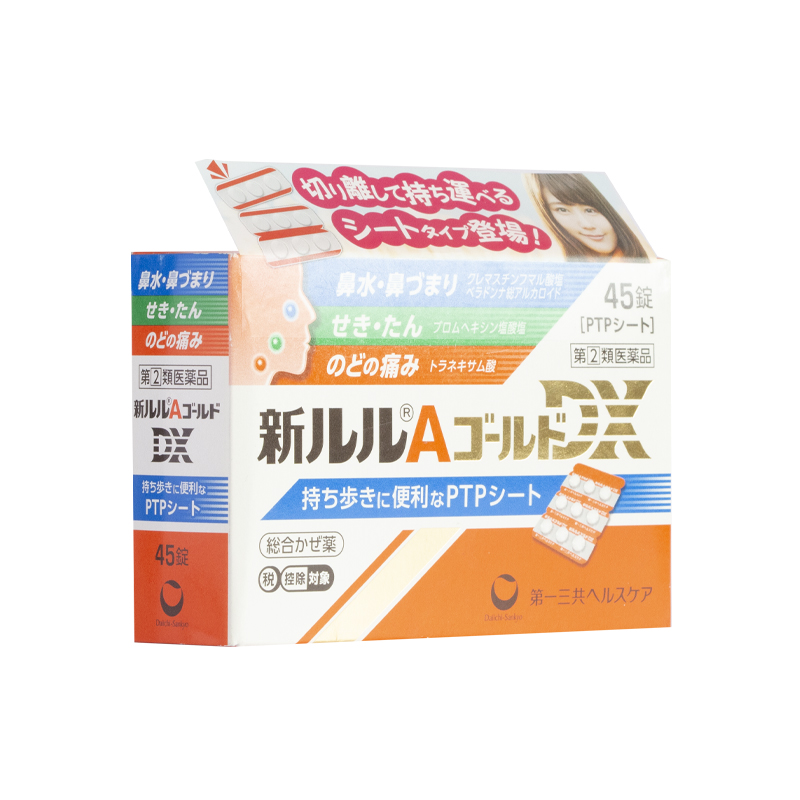 切り離して持ち運べる
シートタイプ登場!
鼻水・鼻づまり
クレマスチンフマル酸塩
ベラドンナ総アルカロイド
せき・たん
ブロムヘキシン塩酸塩
のどの痛み
トラネキサム酸
45錠
[PTPシート]
指②類医薬品
新ルル®AゴールドDX
持ち歩きに便利なPTPシート
総合かぜ薬
税控除対象
Daiichi-Sankyo
第一三共ヘルスケア
鼻水・鼻づまり
せき・たん
のどの痛み
指②類医薬品
新ルル®Aゴールド
DX
持ち歩きに便利な
PTPシート
45錠
Daiichi-Sankyo